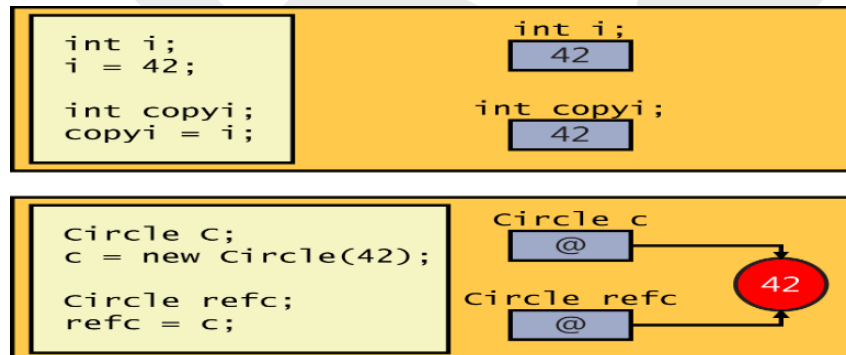 int i;
i = 42;
int copyi;
copyi = i;
int i;
42
int copyi;
42
Circle C;
c = new Circle(42);
Circle refc;
refc = c;
Circle c
@
Circle refc
@
42